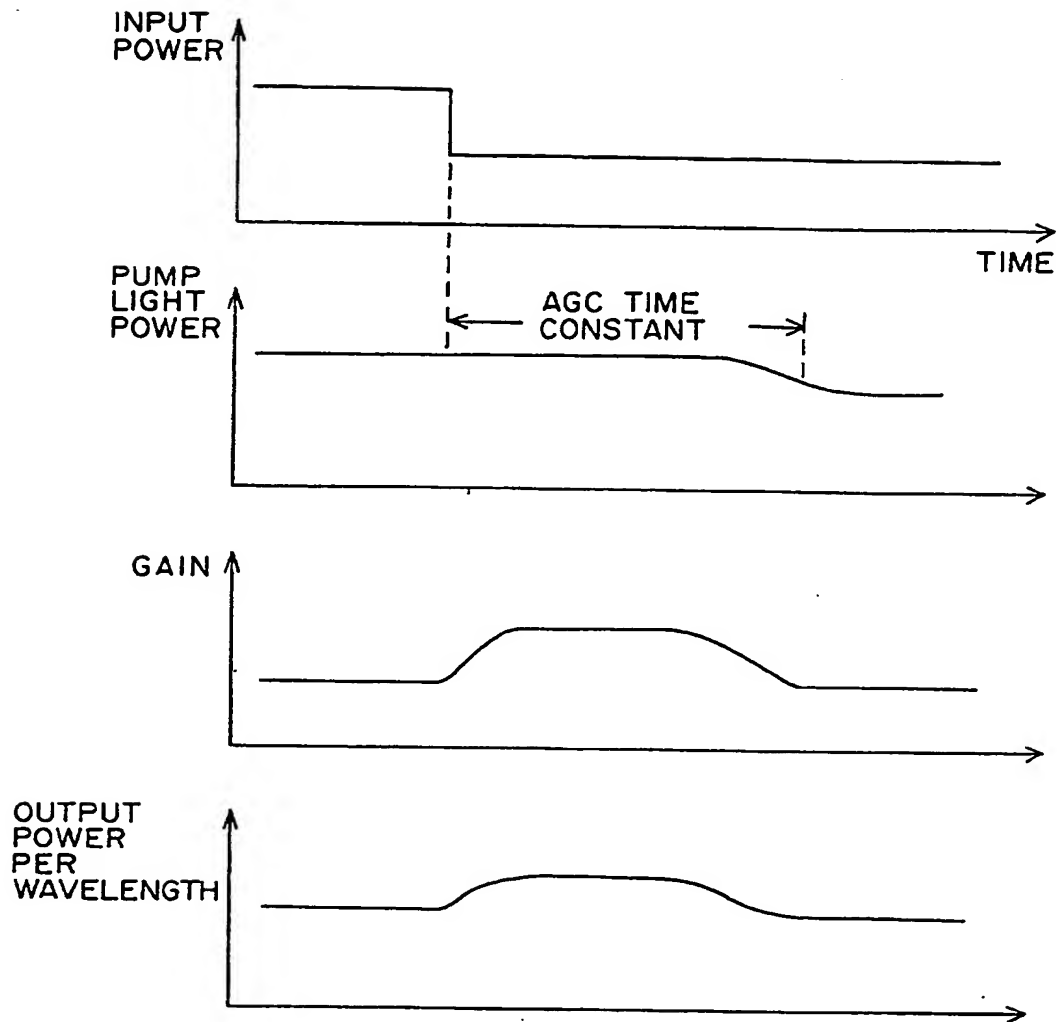 INPUT
POWER
TIME
PUMP
LIGHT
POWER
AGC TIME
CONSTANT
GAIN
OUTPUT
POWER
PER
WAVELENGTH